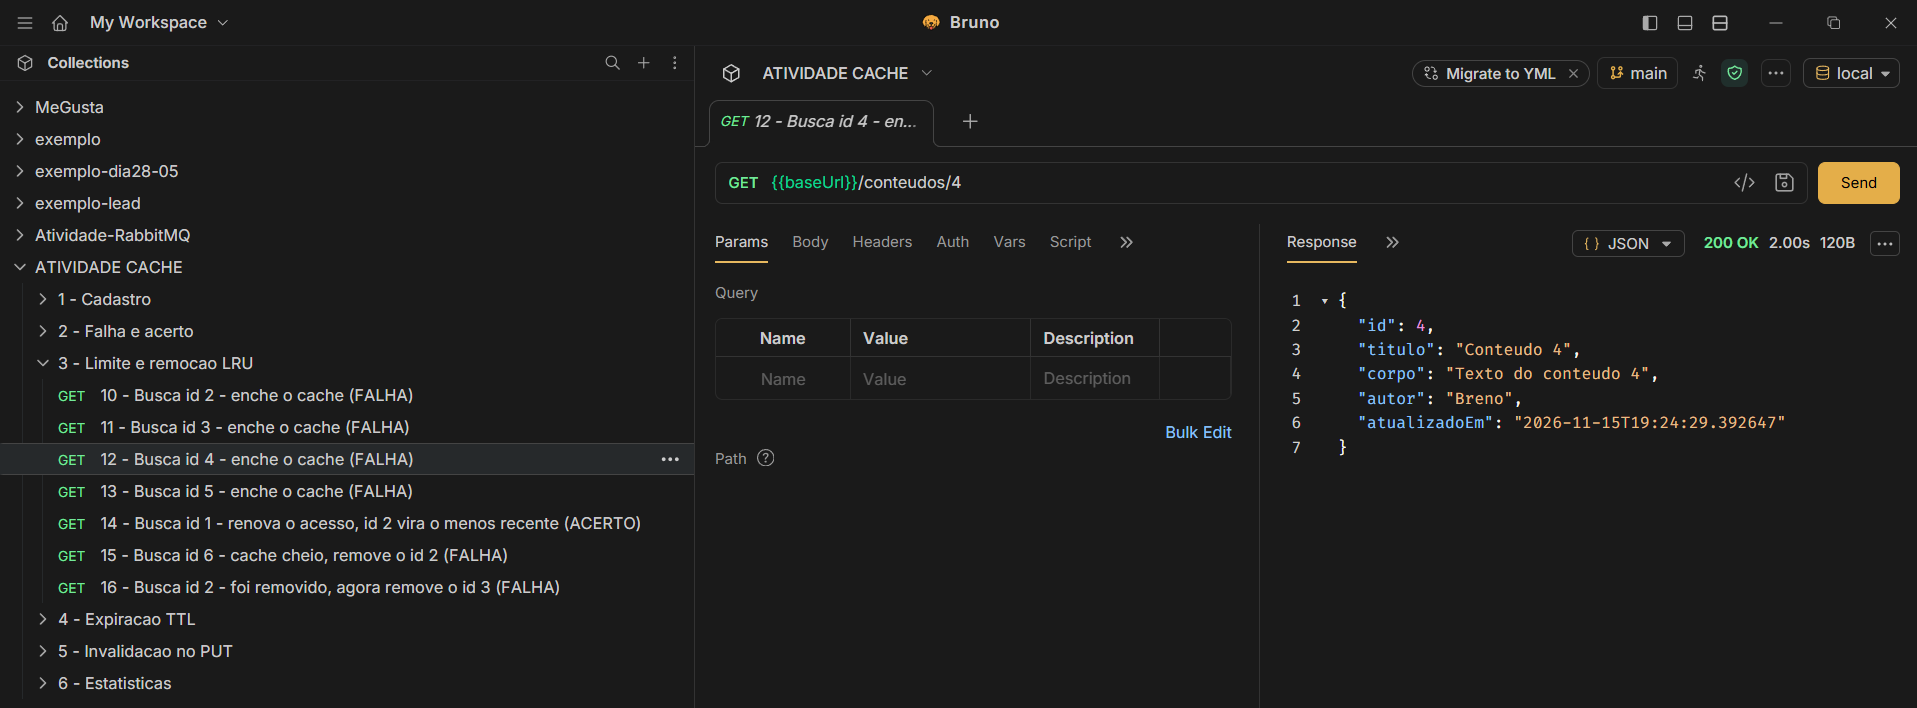 My Workspace
Bruno
Collections
MeGusta
exemplo
exemplo-dia28-05
exemplo-lead
Atividade-RabbitMQ
ATIVIDADE CACHE
1 - Cadastro
2 - Falha e acerto
3 - Limite e remocao LRU
GET 10 - Busca id 2 - enche o cache (FALHA)
GET 11 - Busca id 3 - enche o cache (FALHA)
GET 12 - Busca id 4 - enche o cache (FALHA)
GET 13 - Busca id 5 - enche o cache (FALHA)
GET 14 - Busca id 1 - renova o acesso, id 2 vira o menos recente (ACERTO)
GET 15 - Busca id 6 - cache cheio, remove o id 2 (FALHA)
GET 16 - Busca id 2 - foi removido, agora remove o id 3 (FALHA)
4 - Expiracao TTL
5 - Invalidacao no PUT
6 - Estatisticas
ATIVIDADE CACHE
Migrate to YML
main
local
GET 12 - Busca id 4 - en...
GET {{baseUrl}}/conteudos/4
Send
Params Body Headers Auth Vars Script
Query
Name Value Description
Name Value Description
Bulk Edit
Path
Response
{ } JSON
200 OK 2.00s 120B
1 {
2 "id": 4,
3 "titulo": "Conteudo 4",
4 "corpo": "Texto do conteudo 4",
5 "autor": "Breno",
6 "atualizadoEm": "2026-11-15T19:24:29.392647"
7 }